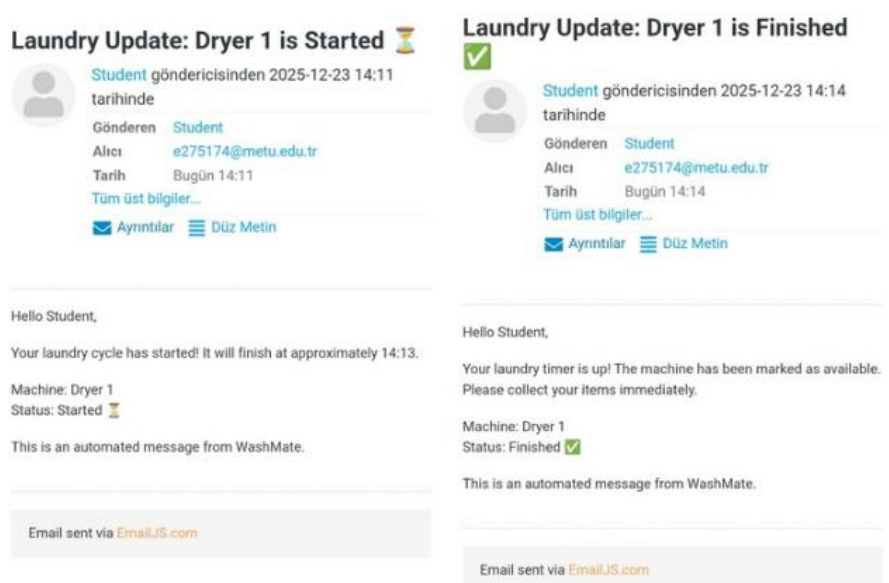 Laundry Update: Dryer 1 is Started ⏳
Student göndericisinden 2025-12-23 14:11
tarihinde
Gönderen Student
Alıcı e275174@metu.edu.tr
Tarih Bugün 14:11
Tüm üst bilgiler...
Ayrıntılar Düz Metin
Hello Student,
Your laundry cycle has started! It will finish at approximately 14:13.
Machine: Dryer 1
Status: Started ⏳
This is an automated message from WashMate.
Email sent via EmailJS.com
Laundry Update: Dryer 1 is Finished
✅
Student göndericisinden 2025-12-23 14:14
tarihinde
Gönderen Student
Alıcı e275174@metu.edu.tr
Tarih Bugün 14:14
Tüm üst bilgiler...
Ayrıntılar Düz Metin
Hello Student,
Your laundry timer is up! The machine has been marked as available.
Please collect your items immediately.
Machine: Dryer 1
Status: Finished ✅
This is an automated message from WashMate.
Email sent via EmailJS.com